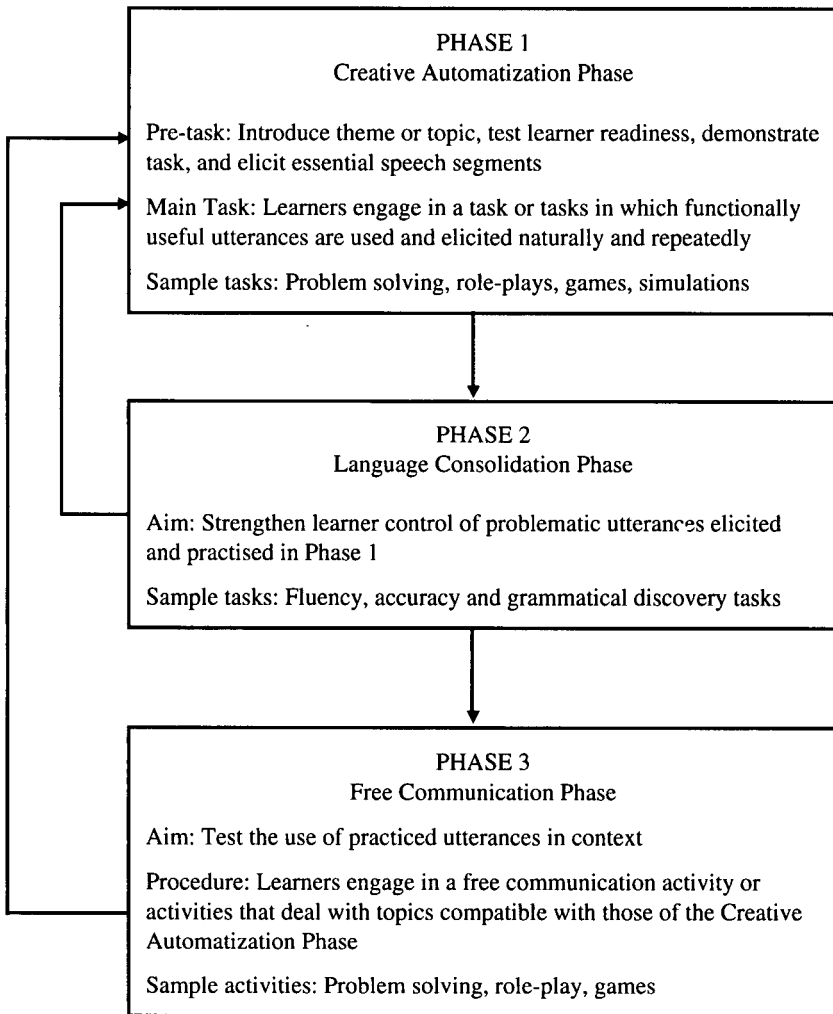 PHASE 1
Creative Automatization Phase
Pre-task: Introduce theme or topic, test learner readiness, demonstrate
task, and elicit essential speech segments
Main Task: Learners engage in a task or tasks in which functionally
useful utterances are used and elicited naturally and repeatedly
Sample tasks: Problem solving, role-plays, games, simulations
PHASE 2
Language Consolidation Phase
Aim: Strengthen learner control of problematic utterances elicited
and practised in Phase 1
Sample tasks: Fluency, accuracy and grammatical discovery tasks
PHASE 3
Free Communication Phase
Aim: Test the use of practiced utterances in context
Procedure: Learners engage in a free communication activity or
activities that deal with topics compatible with those of the Creative
Automatization Phase
Sample activities: Problem solving, role-play, games